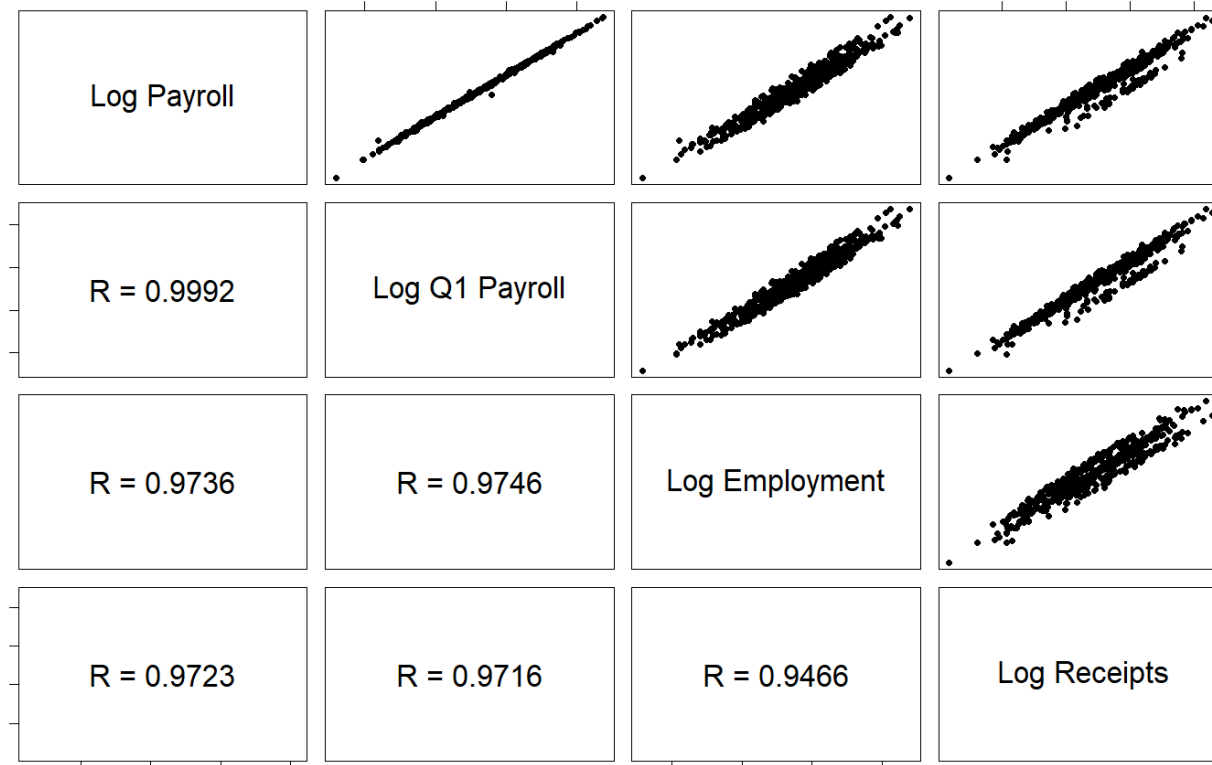 Log Payroll
R = 0.9992
Log Q1 Payroll
R = 0.9736
R = 0.9746
Log Employment
R = 0.9723
R = 0.9716
R = 0.9466
Log Receipts